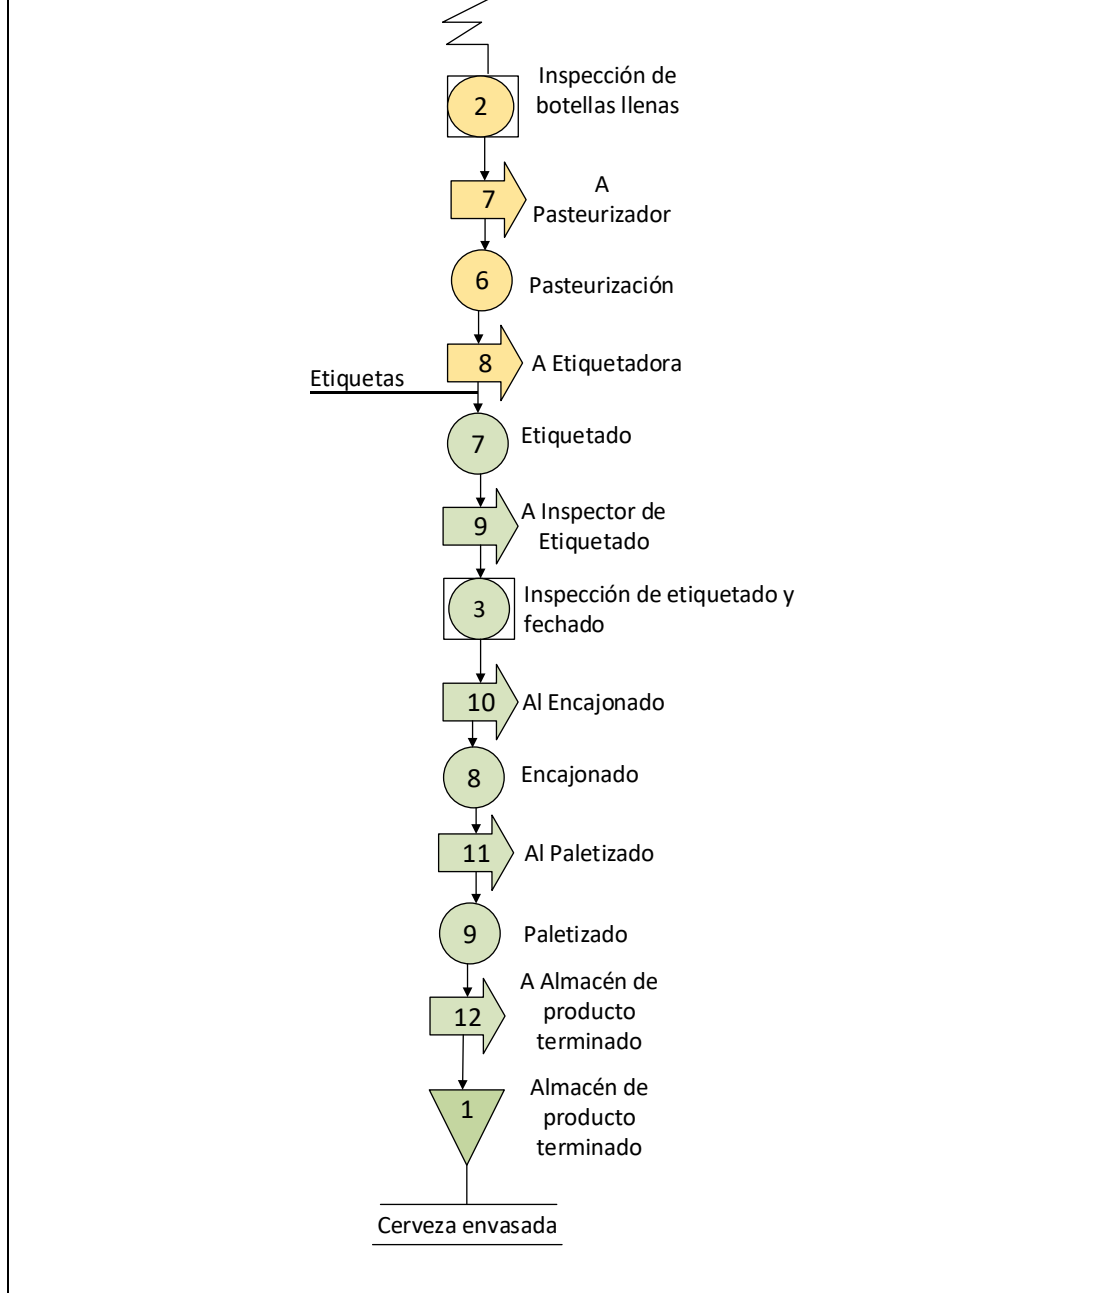 2
Inspección de
botellas llenas
7
A
Pasteurizador
6
Pasteurización
8
A Etiquetadora
Etiquetas
7
Etiquetado
9
A Inspector de
Etiquetado
3
Inspección de etiquetado y
fechado
10
Al Encajonado
8
Encajonado
11
Al Paletizado
9
Paletizado
12
A Almacén de
producto
terminado
1
Almacén de
producto
terminado
Cerveza envasada